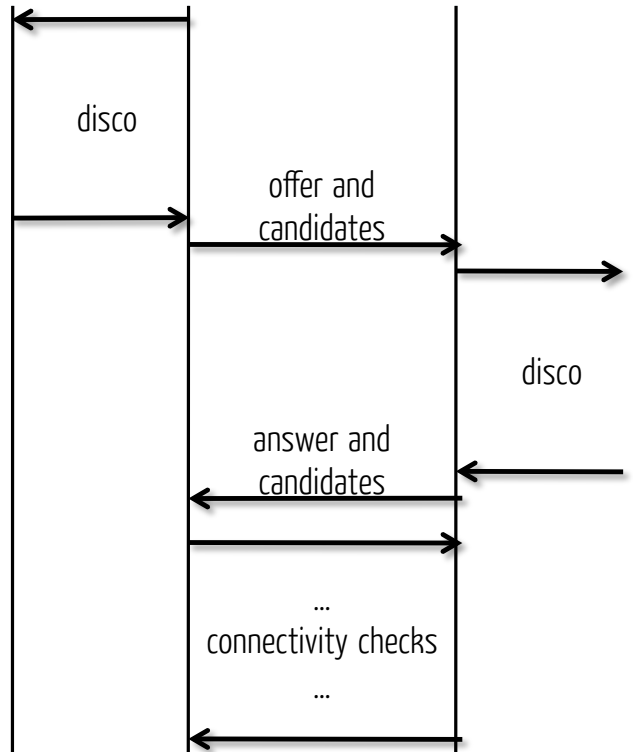 disco
offer and
candidates
disco
answer and
candidates
...
connectivity checks
...